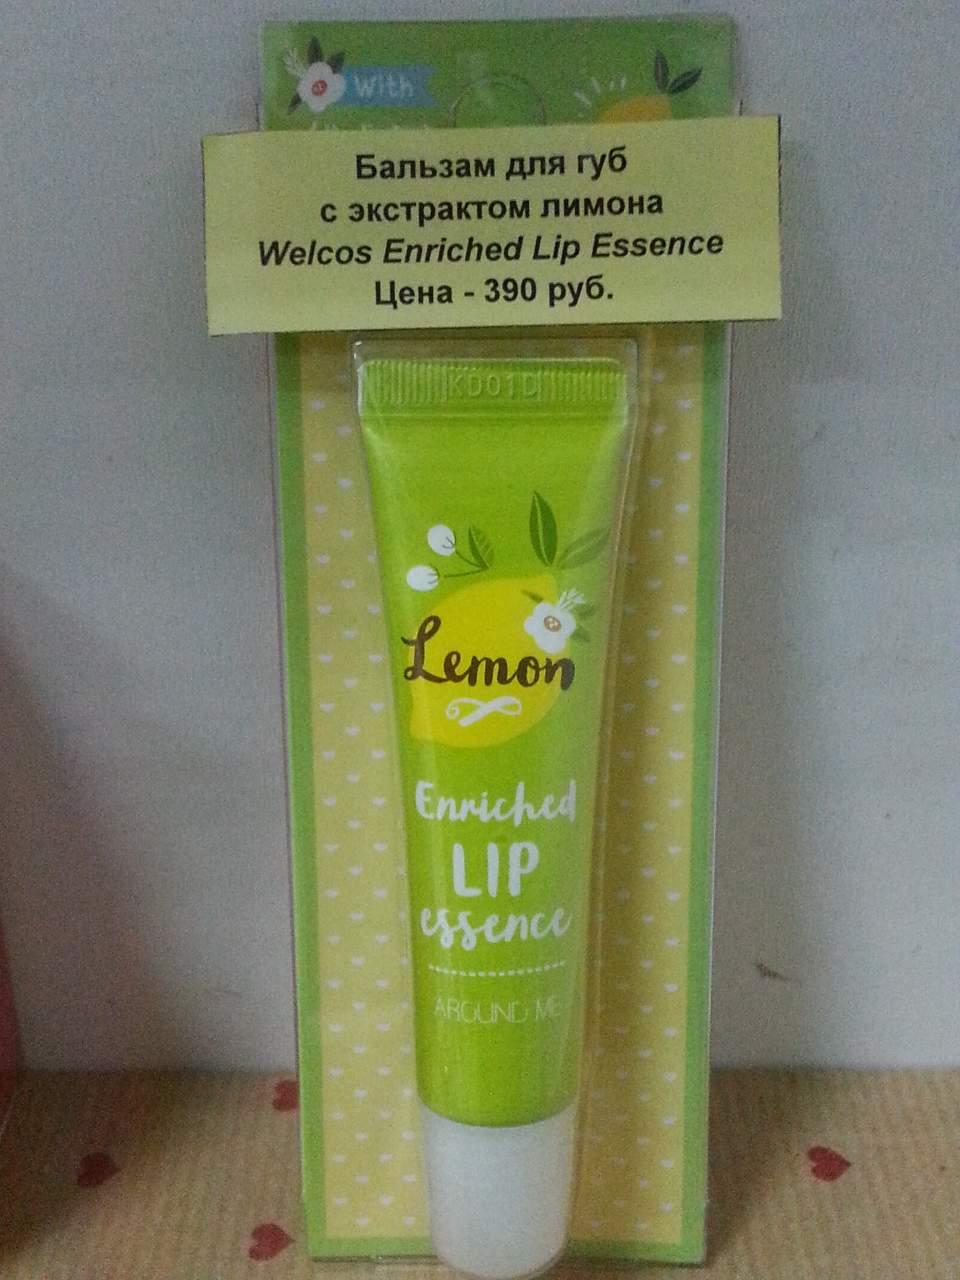 With
Бальзам для губ
с экстрактом лимона
Welcos Enriched Lip Essence
Цена - 390 руб.
KD01D
Lemon
Enriched
LIP
essence
AROUND ME